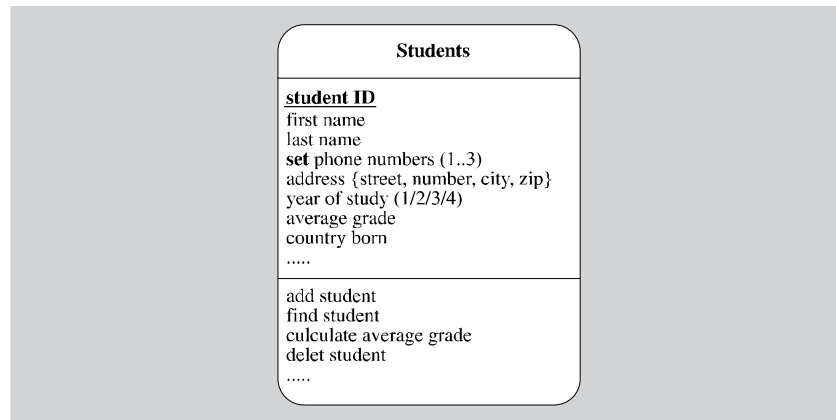 Students
student ID
first name
last name
set phone numbers (1..3)
address {street, number, city, zip}
year of study (1/2/3/4)
average grade
country born
.....
add student
find student
culculate average grade
delet student
.....